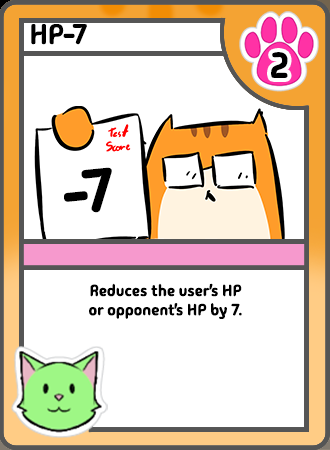 HP-7
2
Test
Score
-7
Reduces the user's HP
or opponent's HP by 7.